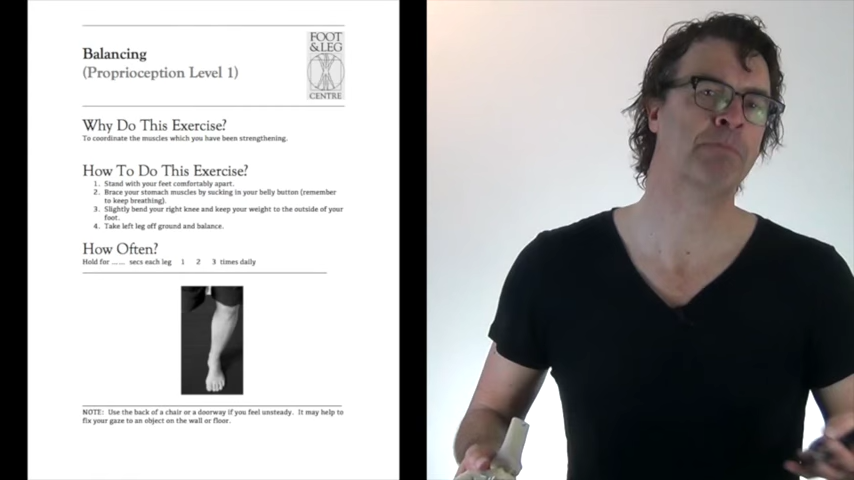 Balancing
(Proprioception Level 1)
FOOT
& LEG
CENTRE
Why Do This Exercise?
To coordinate the muscles which you have been strengthening.
How To Do This Exercise?
1. Stand with your feet comfortably apart.
2. Brace your stomach muscles by sucking in your belly button (remember
to keep breathing).
3. Slightly bend your right knee and keep your weight to the outside of your
foot.
4. Take left leg off ground and balance.
How Often?
Hold for ...... secs each leg 1 2 3 times daily
NOTE: Use the back of a chair or a doorway if you feel unsteady. It may help to
fix your gaze to an object on the wall or floor.